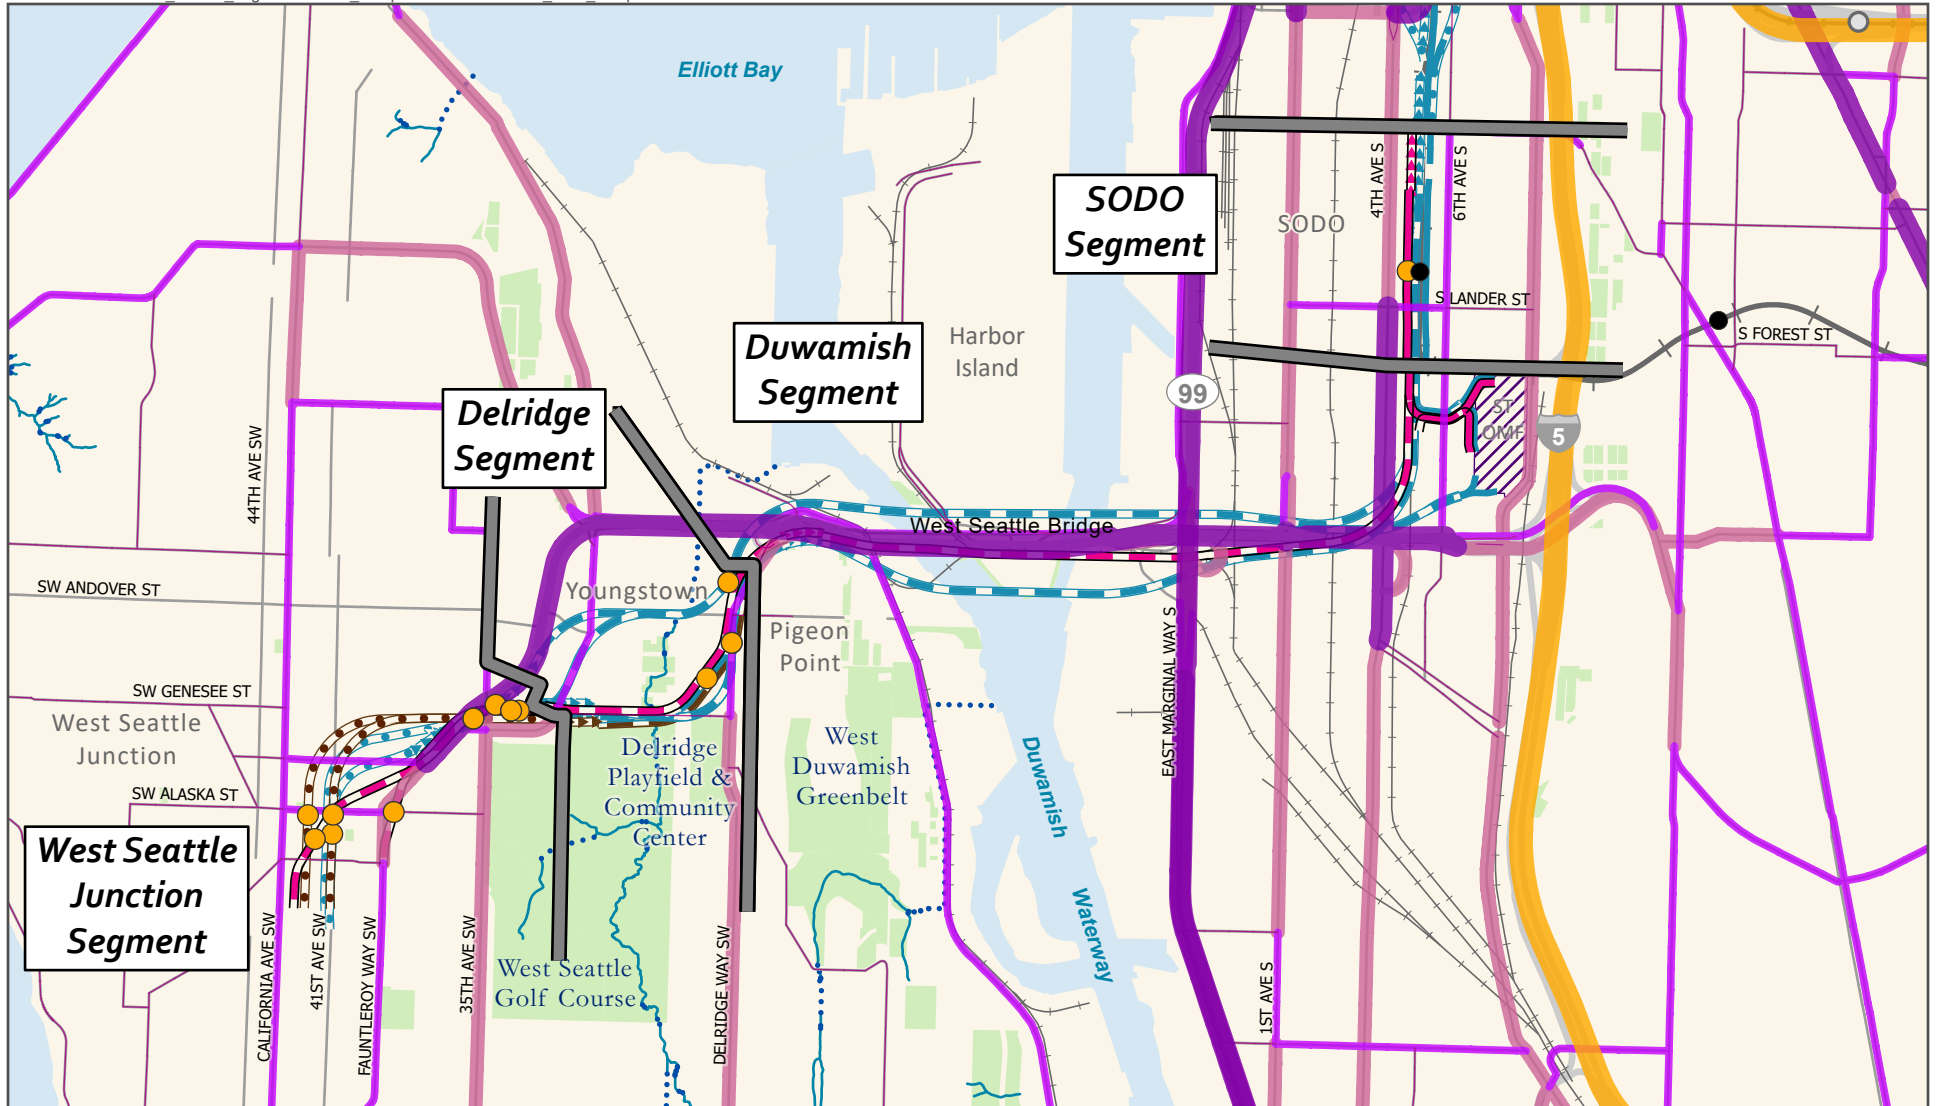 Elliott Bay
4TH AVE S
6TH AVE S
SODO
Segment
SODO
S LANDER ST
S FOREST ST
Harbor
Island
Duwamish
Segment
99
ST
OMF
5
Delridge
Segment
44TH AVE SW
West Seattle Bridge
SW ANDOVER ST
Youngstown
Pigeon
Point
EAST MARGINAL WAY S
SW GENESEE ST
West Seattle
Junction
Delridge
Playfield &
Community
Center
West
Duwamish
Greenbelt
Duwamish
Waterway
SW ALASKA ST
West Seattle
Junction
Segment
CALIFORNIA AVE SW
41ST AVE SW
FAUNTLEROY WAY SW
35TH AVE SW
West Seattle
Golf Course
DELRIDGE WAY SW
1ST AVE S